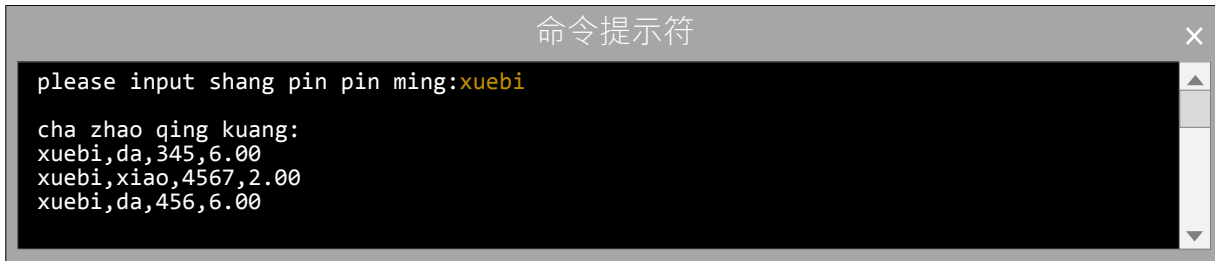 命令提示符
please input shang pin pin ming:xuebi
cha zhao qing kuang:
xuebi,da,345,6.00
xuebi,xiao,4567,2.00
xuebi,da,456,6.00